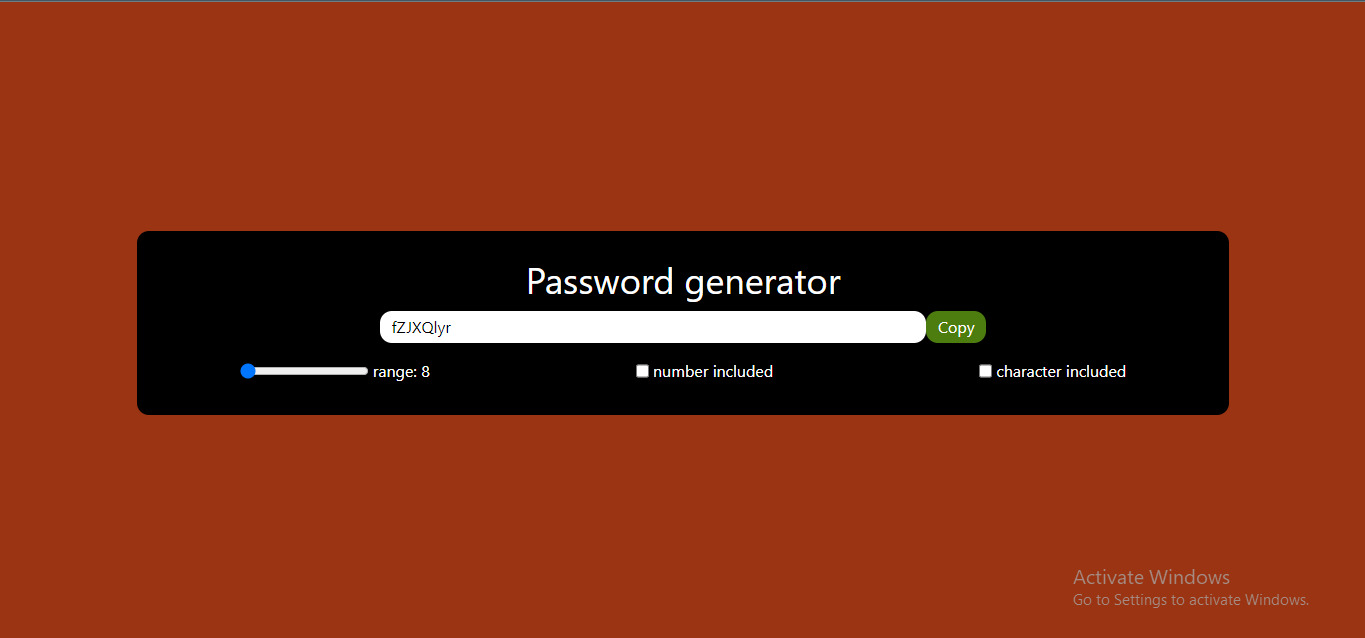 Password generator
fZJXQlyr Copy
range: 8 number included character included
Activate Windows
Go to Settings to activate Windows.